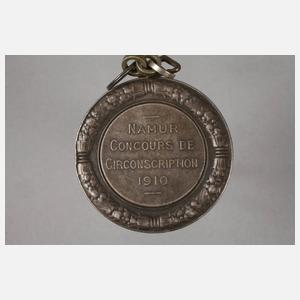 NAMUR
CONCOURS DE
CIRCONSCRIPTION
1910